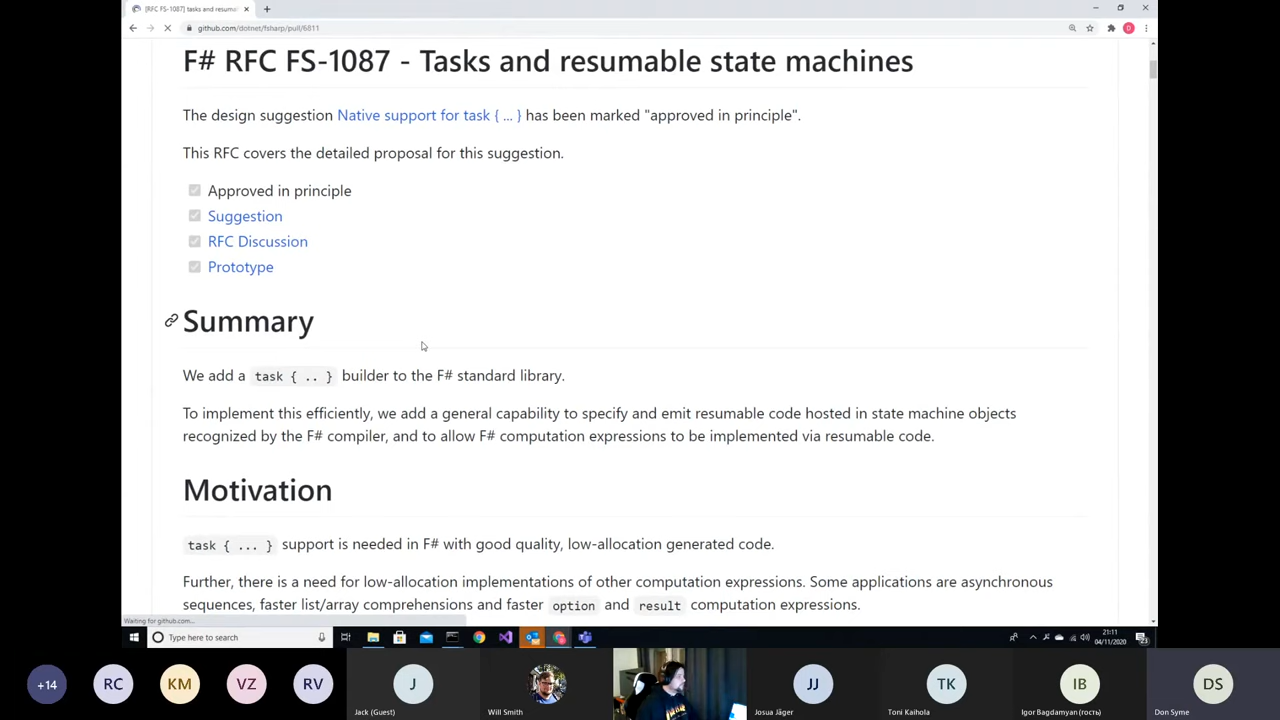 [RFC FS-1087] tasks and resumab
github.com/dotnet/fsharp/pull/6811
F# RFC FS-1087 - Tasks and resumable state machines
The design suggestion Native support for task { ... } has been marked "approved in principle".
This RFC covers the detailed proposal for this suggestion.
Approved in principle
Suggestion
RFC Discussion
Prototype
Summary
We add a task { .. } builder to the F# standard library.
To implement this efficiently, we add a general capability to specify and emit resumable code hosted in state machine objects
recognized by the F# compiler, and to allow F# computation expressions to be implemented via resumable code.
Motivation
task { ... } support is needed in F# with good quality, low-allocation generated code.
Further, there is a need for low-allocation implementations of other computation expressions. Some applications are asynchronous
sequences, faster list/array comprehensions and faster option and result computation expressions.
Waiting for github.com...
Type here to search
21:11
04/11/2020
+14
RC
KM
VZ
RV
J
JJ
TK
IB
DS
Jack (Guest)
Will Smith
Josua Jäger
Toni Kaihola
Igor Bagdamyan (гость)
Don Syme